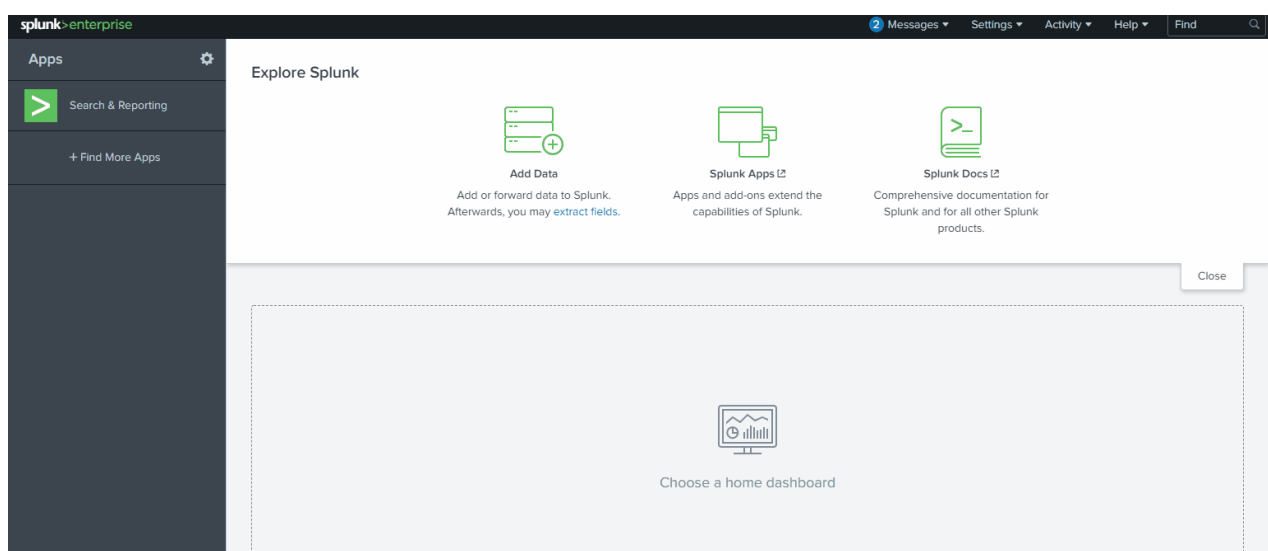 splunk>enterprise
2 Messages Settings Activity Help Find
Apps
Search & Reporting
+ Find More Apps
Explore Splunk
Add Data
Add or forward data to Splunk.
Afterwards, you may extract fields.
Splunk Apps
Apps and add-ons extend the
capabilities of Splunk.
Splunk Docs
Comprehensive documentation for
Splunk and for all other Splunk
products.
Close
Choose a home dashboard